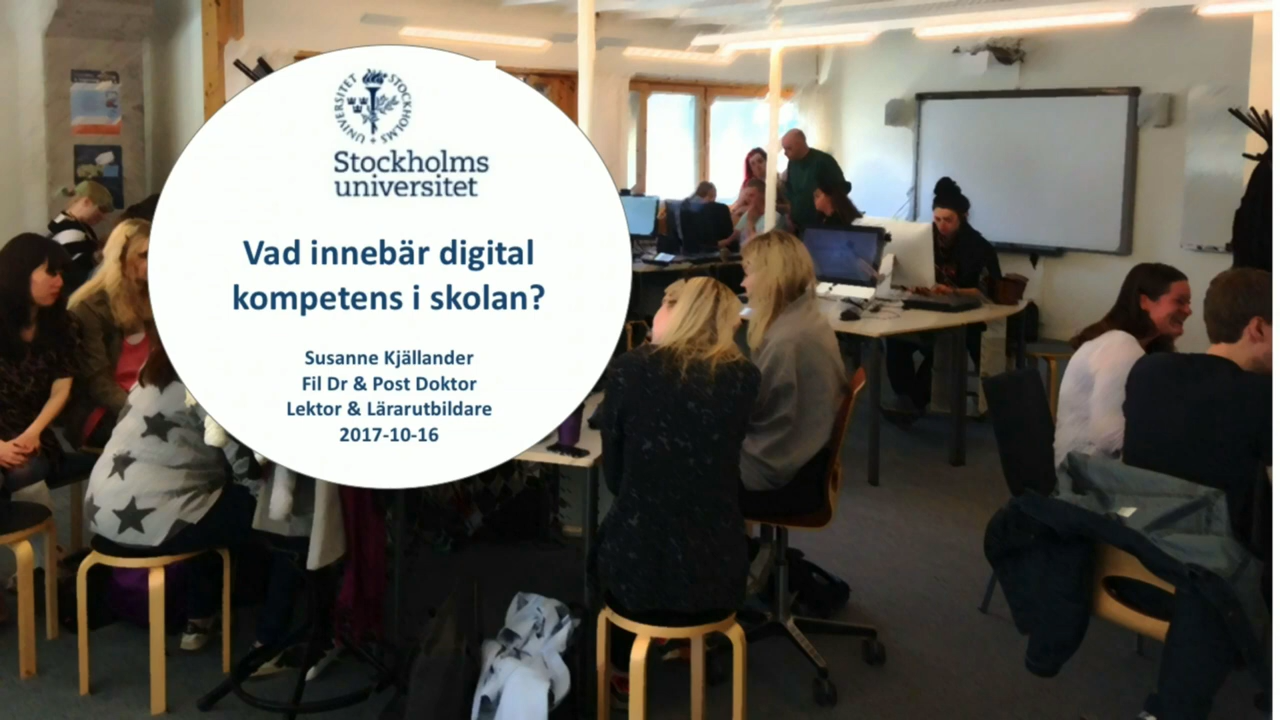 STOCKHOLMS UNIVERSITET
Stockholms
universitet
Vad innebär digital
kompetens i skolan?
Susanne Kjällander
Fil Dr & Post Doktor
Lektor & Lärarutbildare
2017-10-16